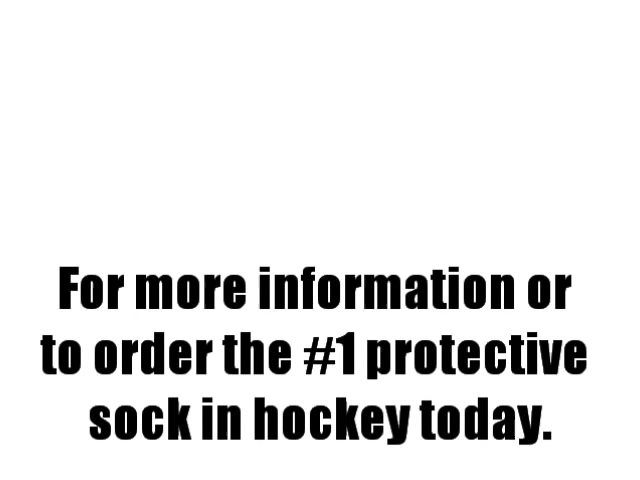 For more information or
to order the #1 protective
sock in hockey today.